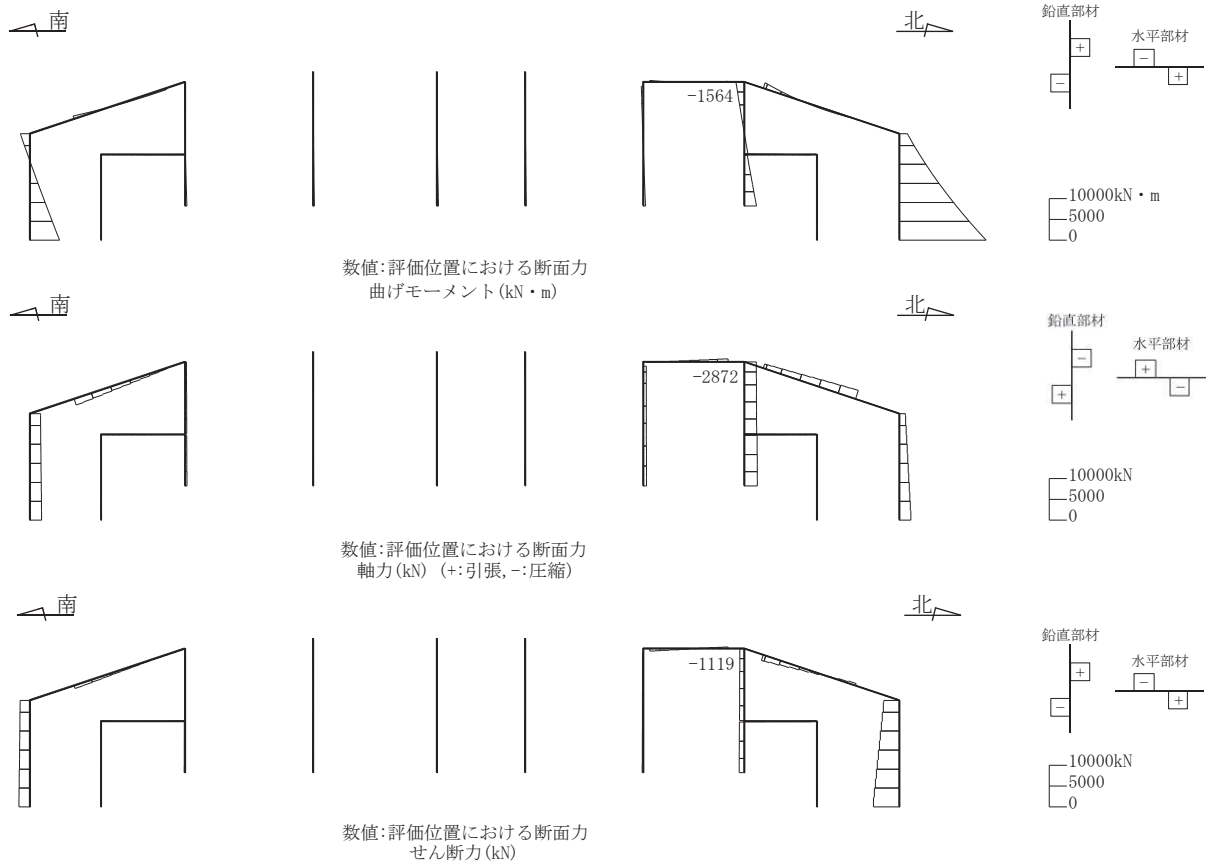 南
北
鉛直部材
+
−
水平部材
−
+
−1564
10000kN・m
5000
0
数値:評価位置における断面力
曲げモーメント(kN・m)
南
北
鉛直部材
−
+
水平部材
+
−
−2872
10000kN
5000
0
数値:評価位置における断面力
軸力(kN) (+:引張,−:圧縮)
南
北
鉛直部材
+
−
水平部材
−
+
−1119
10000kN
5000
0
数値:評価位置における断面力
せん断力(kN)